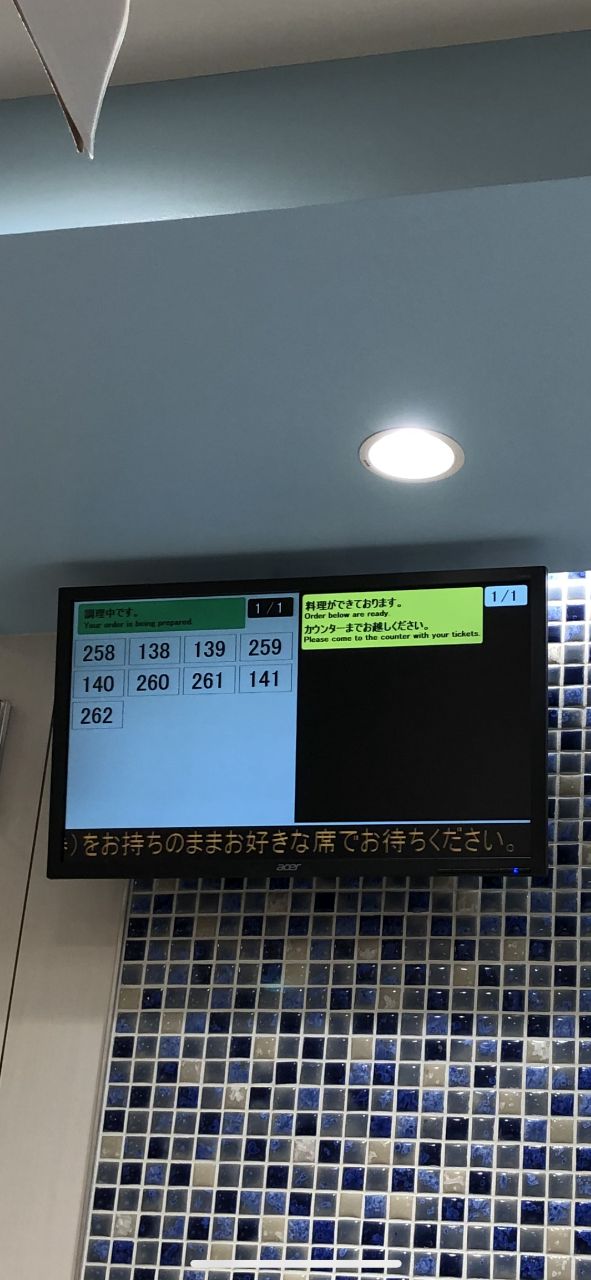 調理中です。
Your order is being prepared.
1/1
258 138 139 259
140 260 261 141
262
料理ができております。
Order below are ready.
カウンターまでお越しください。
Please come to the counter with your tickets.
1/1
）をお持ちのままお好きな席でお待ちください。
acer